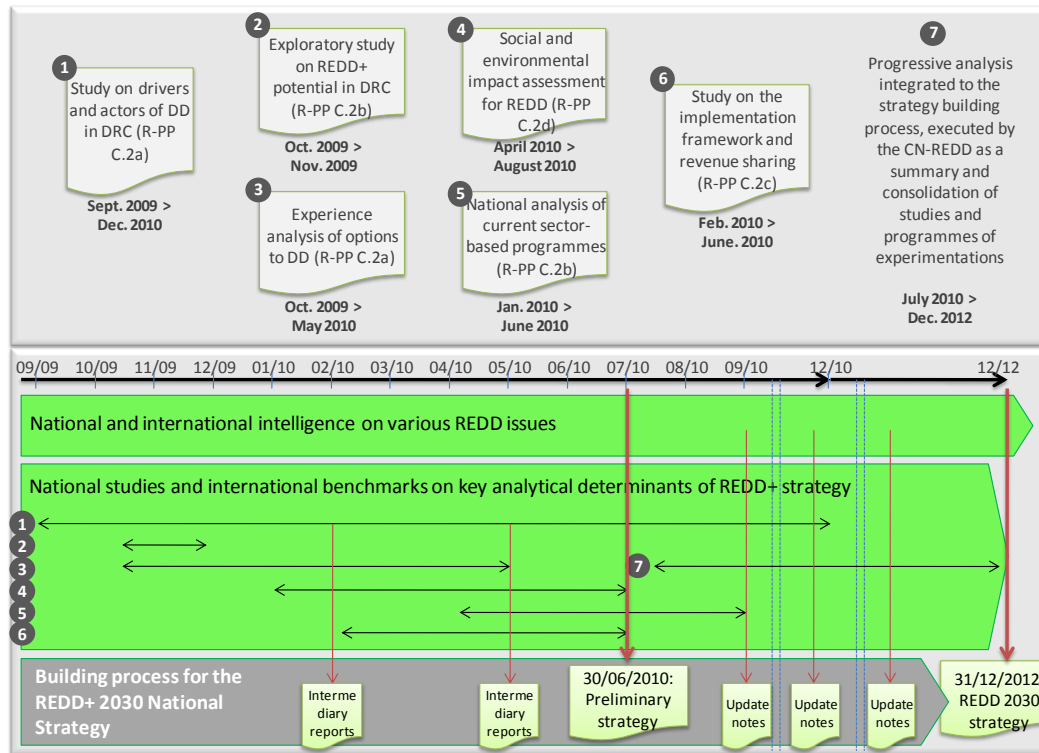 1
Study on drivers
and actors of DD
in DRC (R-PP
C.2a)
Sept. 2009 >
Dec. 2010
2
Exploratory study
on REDD+
potential in DRC
(R-PP C.2b)
Oct. 2009 >
Nov. 2009
3
Experience
analysis of options
to DD (R-PP C.2a)
Oct. 2009 >
May 2010
4
Social and
environmental
impact assessment
for REDD (R-PP
C.2d)
April 2010 >
August 2010
5
National analysis of
current sector-
based programmes
(R-PP C.2b)
Jan. 2010 >
June 2010
6
Study on the
implementation
framework and
revenue sharing
(R-PP C.2c)
Feb. 2010 >
June. 2010
7
Progressive analysis
integrated to the
strategy building
process, executed by
the CN-REDD as a
summary and
consolidation of
studies and
programmes of
experimentations
July 2010 >
Dec. 2012
09/09 10/09 11/09 12/09 01/10 02/10 03/10 04/10 05/10 06/10 07/10 08/10 09/10 12/10 12/12
National and international intelligence on various REDD issues
National studies and international benchmarks on key analytical determinants of REDD+ strategy
1
2
3
7
4
5
6
Building process for the
REDD+ 2030 National
Strategy
Interme
diary
reports
Interme
diary
reports
30/06/2010:
Preliminary
strategy
Update
notes
Update
notes
Update
notes
31/12/2012:
REDD 2030
strategy